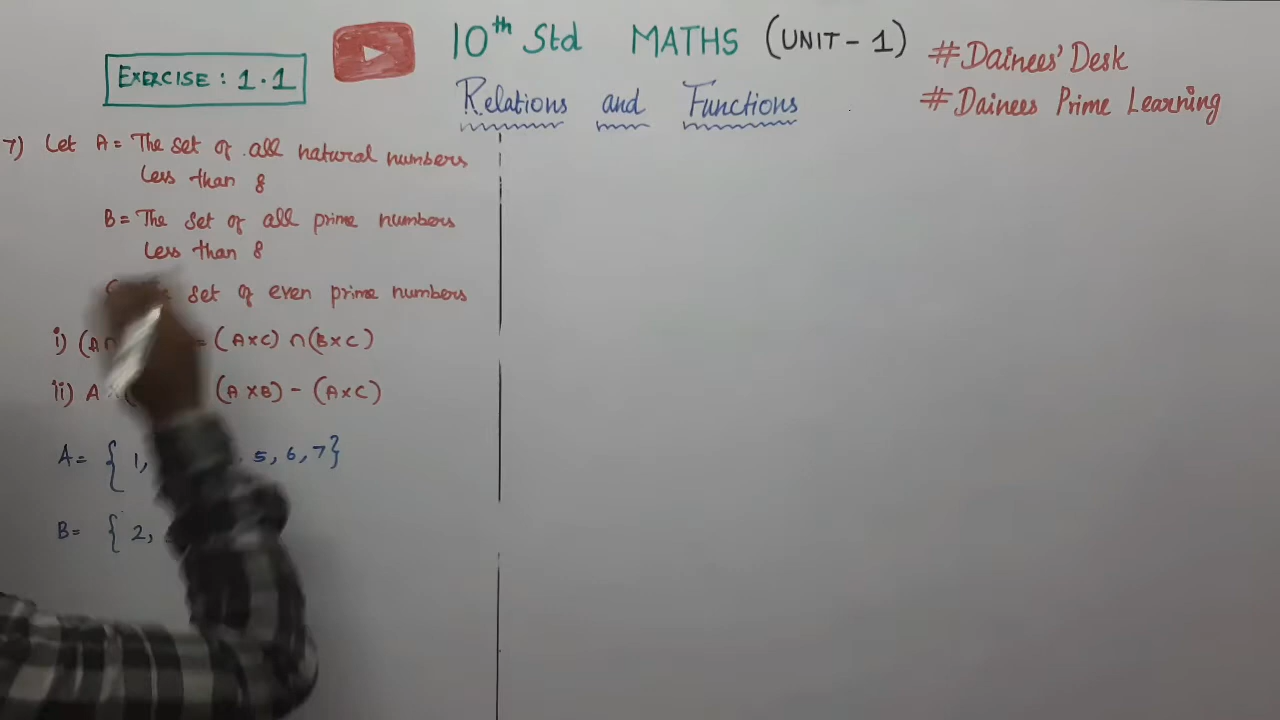 10th Std MATHS (UNIT - 1)
Relations and Functions
#Dainees' Desk
#Dainees Prime Learning
EXERCISE : 1.1
7) Let A = The set of all natural numbers
less than 8
B = The set of all prime numbers
less than 8
set of even prime numbers
i) (A∩ = (A×C) ∩ (B×C)
ii) A × ( (A×B) - (A×C)
A = { 1, 5, 6, 7}
B = { 2,